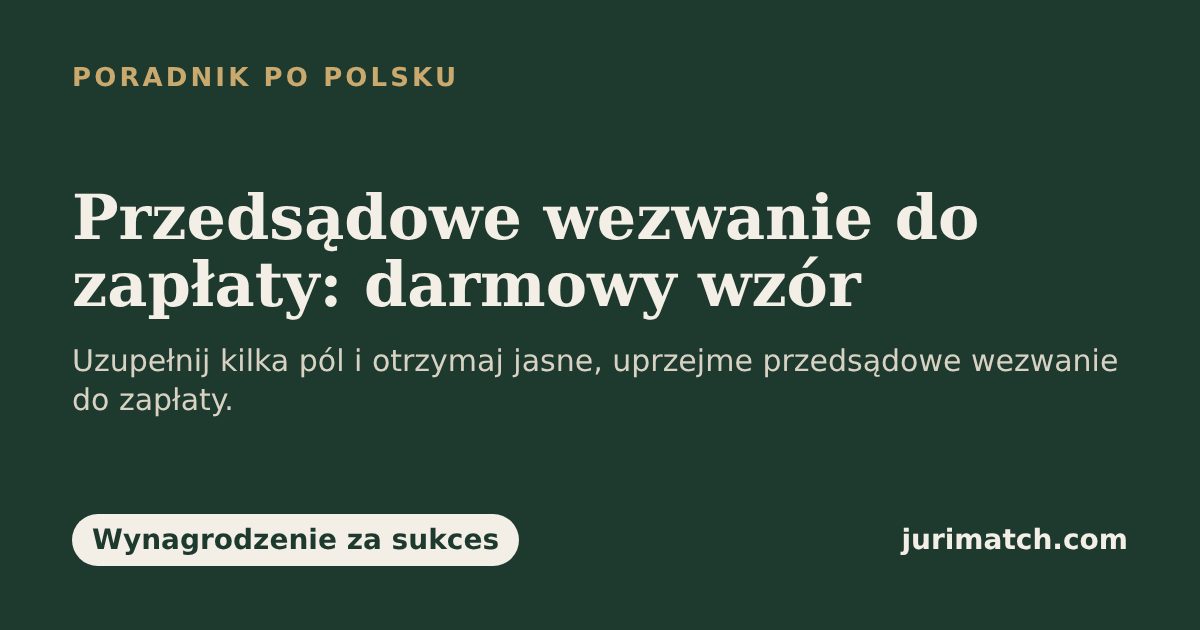 PORADNIK PO POLSKU
Przedsądowe wezwanie do
zapłaty: darmowy wzór
Uzupełnij kilka pól i otrzymaj jasne, uprzejme przedsądowe wezwanie
do zapłaty.
Wynagrodzenie za sukces
jurimatch.com